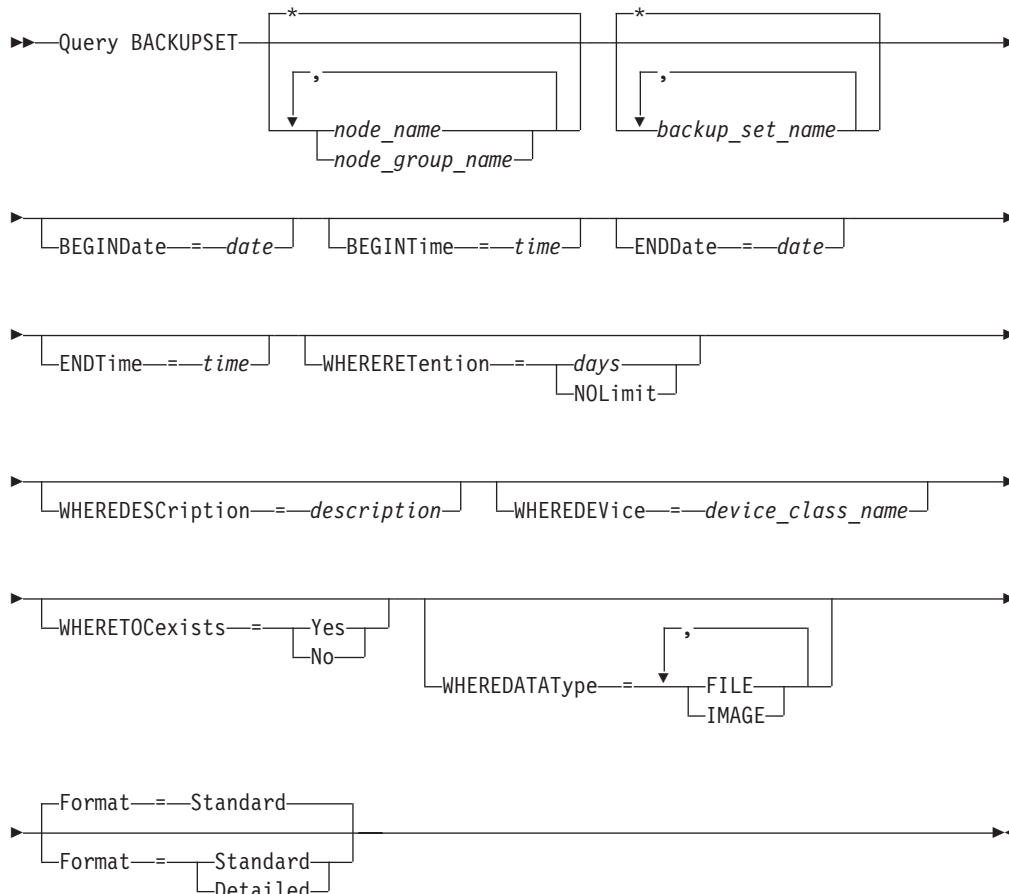 *
*
Query BACKUPSET
,
,
node_name
backup_set_name
node_group_name
BEGINDate = date
BEGINTime = time
ENDDate = date
ENDTime = time
WHERERETention = days
NOLimit
WHEREDESCription = description
WHEREDEVice = device_class_name
WHERETOCexists = Yes
No
,
WHEREDATAType = FILE
IMAGE
Format = Standard
Format = Standard
Detailed